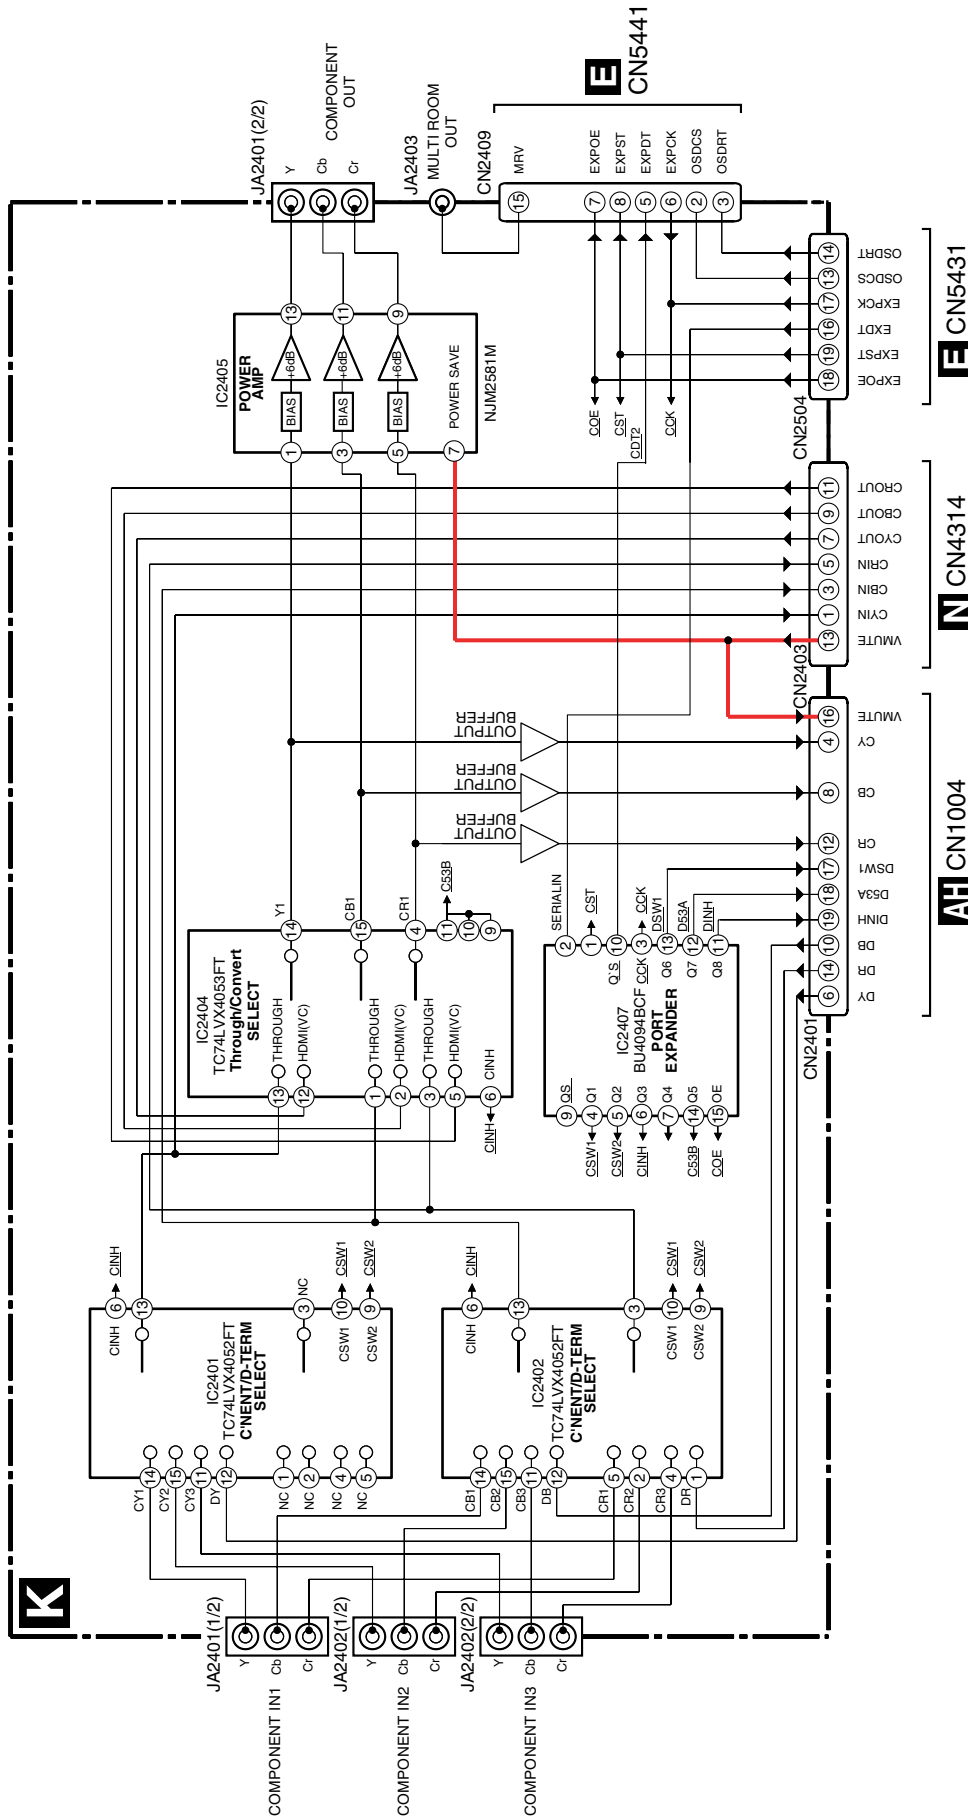 K
JA2401(1/2)
Y
Cb
Cr
COMPONENT IN1
JA2402(1/2)
Y
Cb
Cr
COMPONENT IN2
JA2402(2/2)
Y
Cb
Cr
COMPONENT IN3
CY1 14
CY2 15
CY3 11
DY 12
NC 1
NC 2
NC 4
NC 5
IC2401
TC74LVX4052FT
C'NENT/D-TERM
SELECT
CINH 6 CINH
13
3 NC
CSW1 10 CSW1
CSW2 9 CSW2
CB1 14
CB2 15
CB3 11
DB 12
CR1 5
CR2 2
CR3 4
DR 1
IC2402
TC74LVX4052FT
C'NENT/D-TERM
SELECT
CINH 6 CINH
13
3
CSW1 10 CSW1
CSW2 9 CSW2
IC2404
TC74LVX4053FT
Through/Convert
SELECT
13 THROUGH
12 HDMI(VC)
1 THROUGH
2 HDMI(VC)
3 THROUGH
5 HDMI(VC)
CINH 6 CINH
14 Y1
15 CB1
4 CR1
11 C53B
10
9
IC2407
BU4094BCF
PORT
EXPANDER
QS 9 QS
CSW1 4 Q1
CSW2 5 Q2
CINH 6 Q3
7 Q4
C53B 14 Q5
COE 15 OE
2 SERIALIN
1 CST
Q`S 10
CCK 3 CCK
Q6 13 DSW1
Q7 12 D53A
Q8 11 DINH
OUTPUT
BUFFER
OUTPUT
BUFFER
OUTPUT
BUFFER
IC2405
POWER
AMP
1 BIAS +6dB 13
3 BIAS +6dB 11
5 BIAS +6dB 9
7 POWER SAVE
NJM2581M
JA2401(2/2)
Y
Cb
Cr
COMPONENT
OUT
JA2403
MULTI ROOM
OUT
CN2409
15 MRV
7 EXPOE
8 EXPST
5 EXPDT
6 EXPCK
2 OSDCS
3 OSDRT
E
CN5441
COE
CST
CDT2
CCK
CN2401
6 DY
14 DR
10 DB
19 DINH
18 D53A
17 DSW1
12 CR
8 CB
4 CY
16 VMUTE
AH CN1004
CN2403
13 VMUTE
1 CYIN
3 CBIN
5 CRIN
7 CYOUT
9 CBOUT
11 CROUT
N CN4314
CN2504
18 EXPOE
19 EXPST
16 EXDT
17 EXPCK
13 OSDCS
14 OSDRT
E CN5431